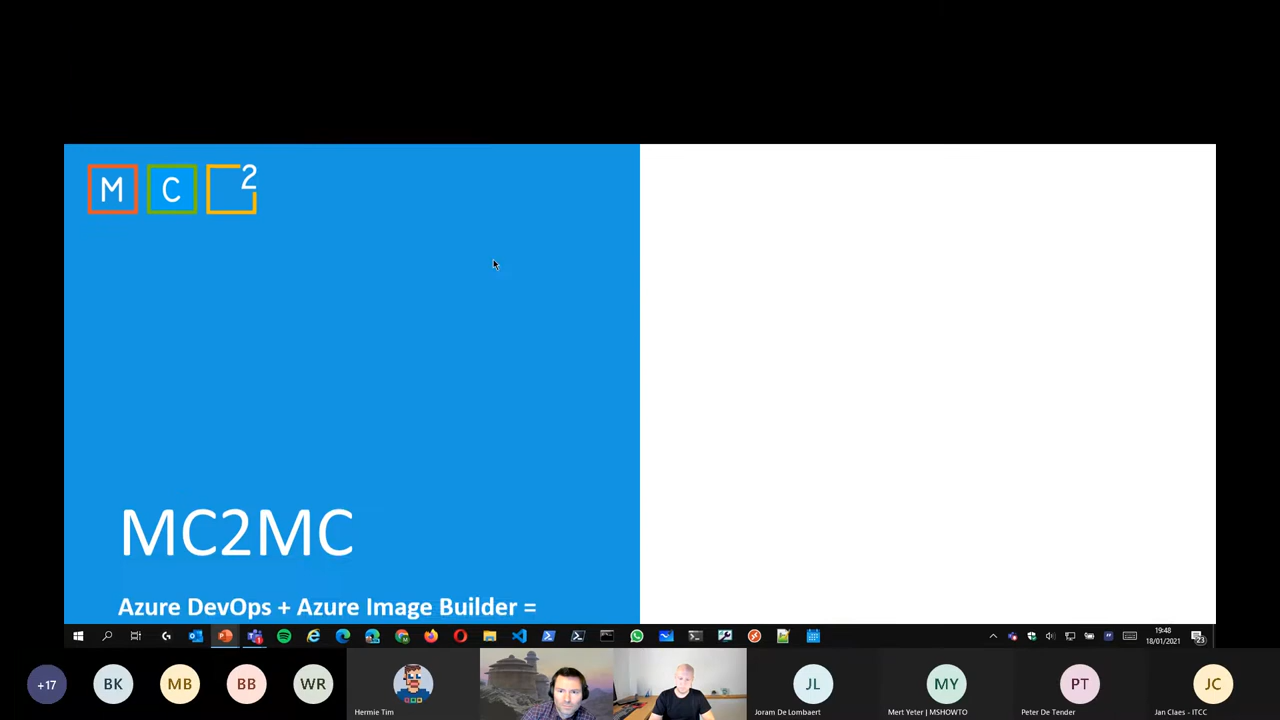 M C 2
MC2MC
Azure DevOps + Azure Image Builder =
19:48
18/01/2021
23
+17
BK
MB
BB
WR
Hermie Tim
JL
Joram De Lombaert
MY
Mert Yeter | MSHOWTO
PT
Peter De Tender
JC
Jan Claes - ITCC